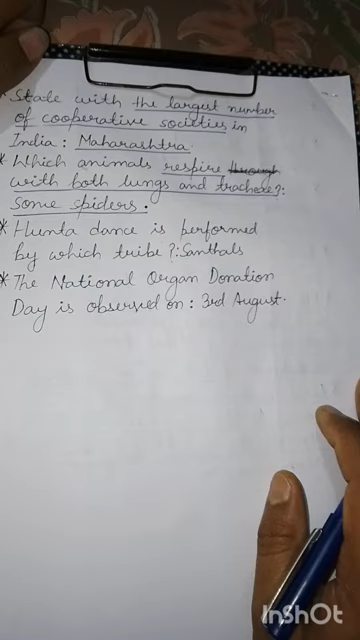 * State with the largest number
of cooperative societies in
India : Maharashtra.
* Which animals respire through
with both lungs and tracheae?:
Some spiders.
* Hunta dance is performed
by which tribe?: Santhals
* The National Organ Donation
Day is observed on : 3rd August.
InShOt